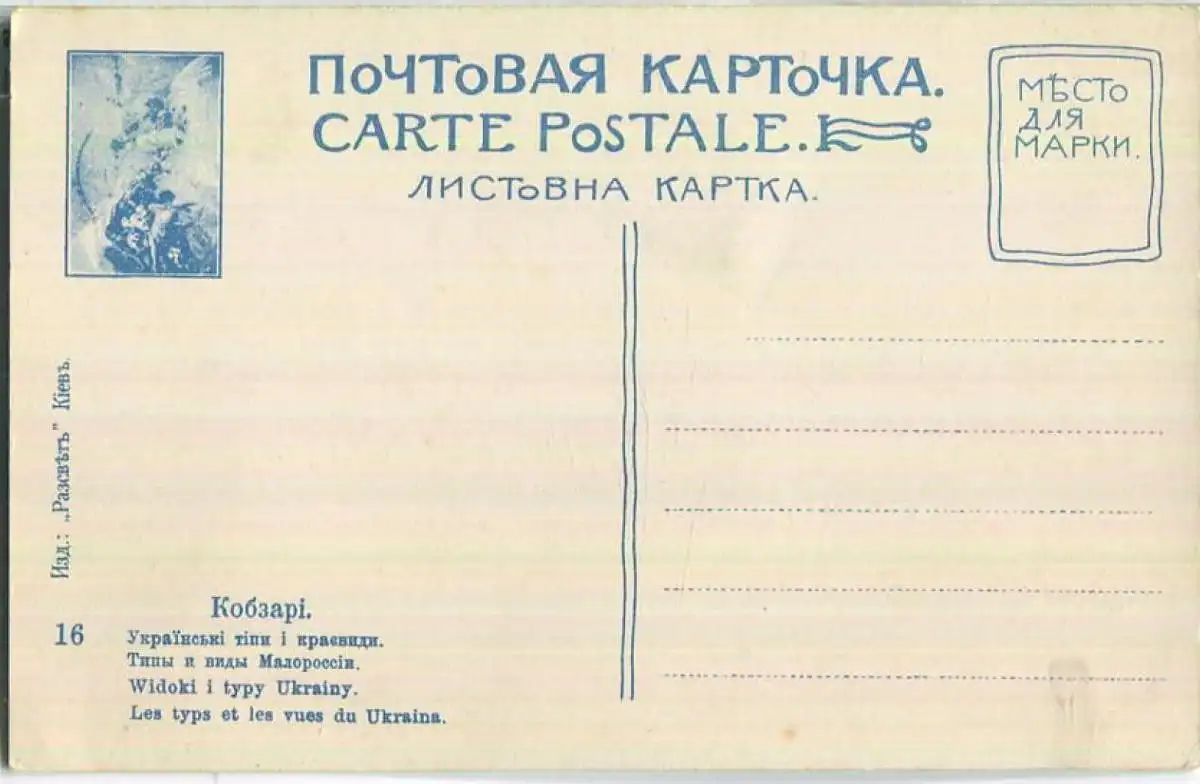 ПОЧТОВАЯ КАРТОЧКА.
CARTE POSTALE.
ЛИСТОВНА КАРТКА.
МѢСТО
ДЛЯ
МАРКИ.
Изд.: „Разсвѣтъ" Кіевъ.
Кобзарі.
16
Українські тіпи і краєвиди.
Типы и виды Малороссіи.
Widoki i typy Ukrainy.
Les typs et les vues du Ukraina.